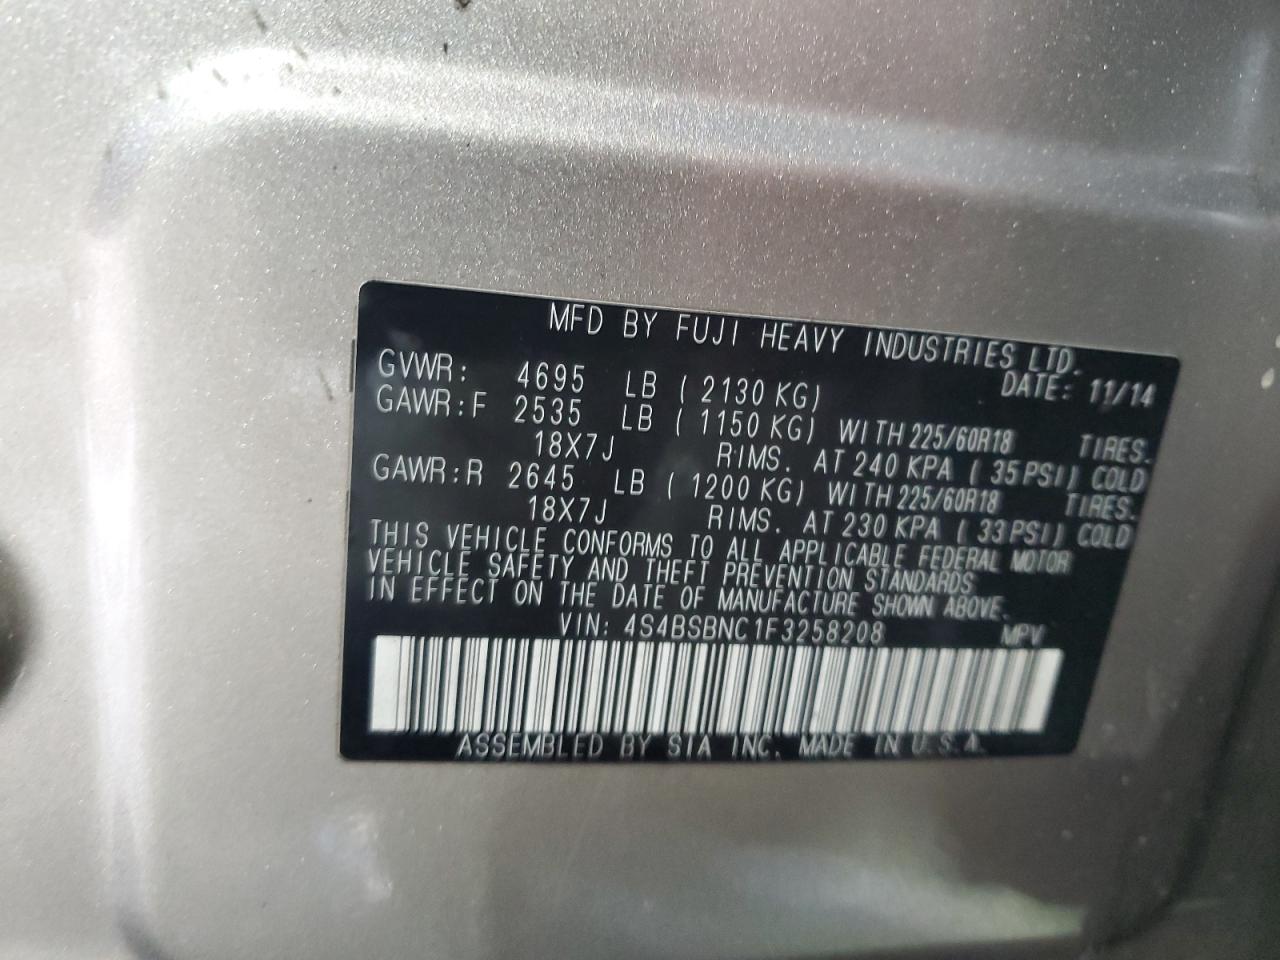 MFD BY FUJI HEAVY INDUSTRIES LTD.
DATE: 11/14
GVWR: 4695 LB ( 2130 KG)
GAWR:F 2535 LB ( 1150 KG) WITH 225/60R18 TIRES.
18X7J RIMS. AT 240 KPA ( 35PSI) COLD
GAWR:R 2645 LB ( 1200 KG) WITH 225/60R18 TIRES.
18X7J RIMS. AT 230 KPA ( 33PSI) COLD
THIS VEHICLE CONFORMS TO ALL APPLICABLE FEDERAL MOTOR
VEHICLE SAFETY AND THEFT PREVENTION STANDARDS
IN EFFECT ON THE DATE OF MANUFACTURE SHOWN ABOVE.
VIN: 4S4BSBNC1F3258208 MPV
ASSEMBLED BY SIA INC. MADE IN U.S.A.